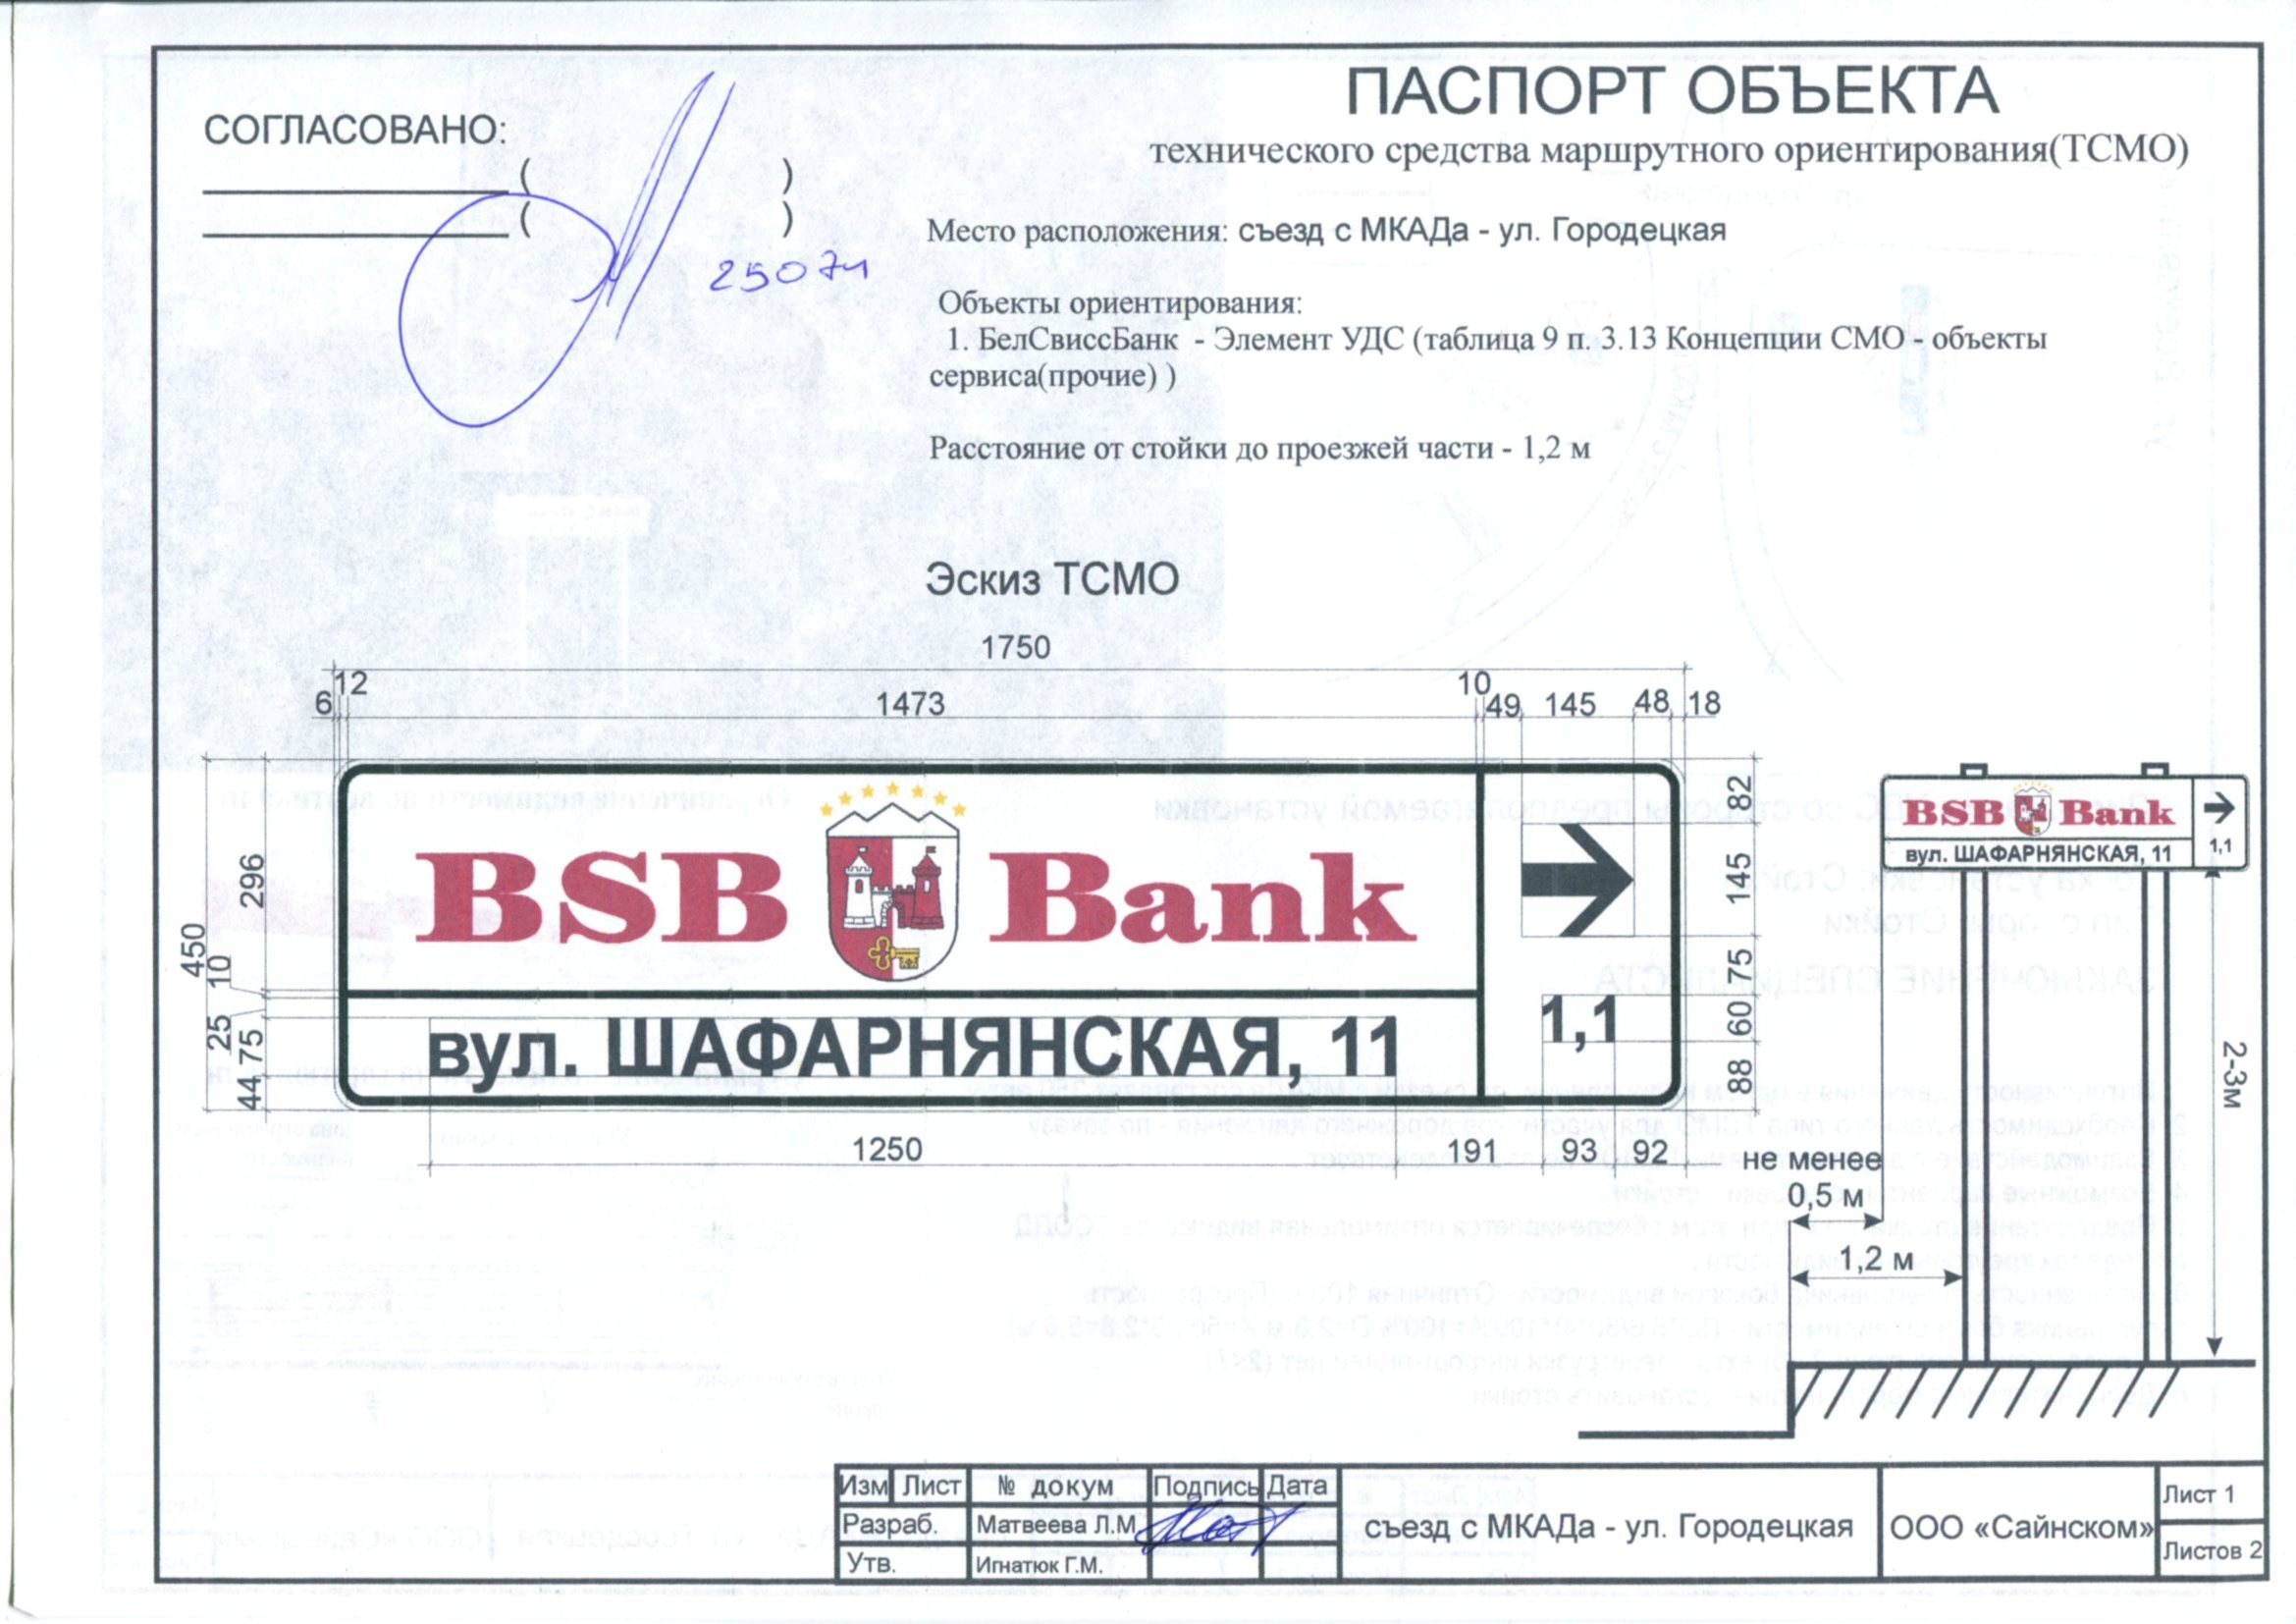 ПАСПОРТ ОБЪЕКТА
технического средства маршрутного ориентирования(ТСМО)
СОГЛАСОВАНО:
( )
( )
Место расположения: съезд с МКАДа - ул. Городецкая
Объекты ориентирования:
1. БелСвиссБанк - Элемент УДС (таблица 9 п. 3.13 Концепции СМО - объекты
сервиса(прочие) )
Расстояние от стойки до проезжей части - 1,2 м
Эскиз ТСМО
1750
6 12 1473 10 49 145 48 18
450
296 10 25 75 44
BSB Bank
вул. ШАФАРНЯНСКАЯ, 11
1,1
82 145 75 60 88
1250 191 93 92
BSB Bank
вул. ШАФАРНЯНСКАЯ, 11
1,1
2-3м
не менее
0,5 м
1,2 м
Изм Лист № докум Подпись Дата
Разраб. Матвеева Л.М
Утв. Игнатюк Г.М.
съезд с МКАДа - ул. Городецкая
ООО «Сайнском»
Лист 1
Листов 2